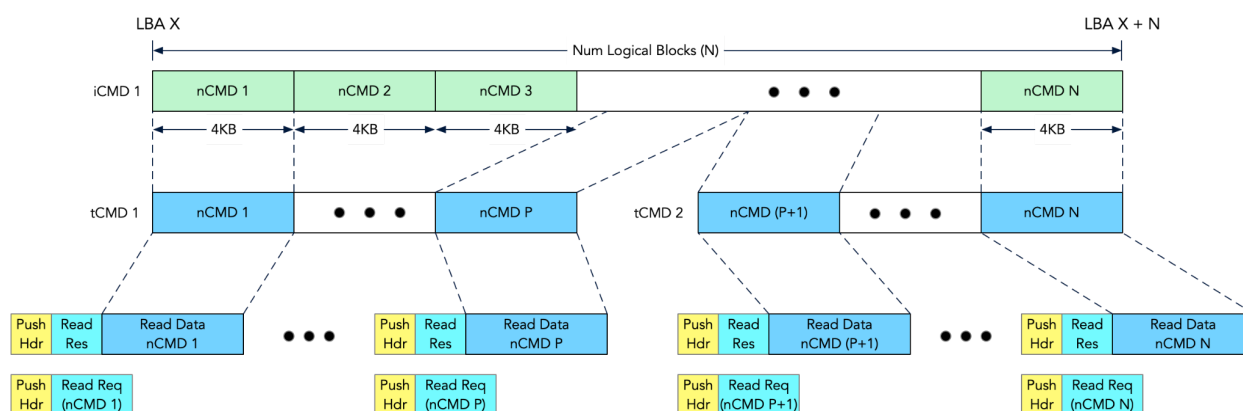 LBA X
LBA X + N
Num Logical Blocks (N)
iCMD 1
nCMD 1
nCMD 2
nCMD 3
nCMD N
4KB
4KB
4KB
4KB
tCMD 1
nCMD 1
nCMD P
tCMD 2
nCMD (P+1)
nCMD N
Push
Hdr
Read
Res
Read Data
nCMD 1
Push
Hdr
Read
Res
Read Data
nCMD P
Push
Hdr
Read
Res
Read Data
nCMD (P+1)
Push
Hdr
Read
Res
Read Data
nCMD N
Push
Hdr
Read Req
(nCMD 1)
Push
Hdr
Read Req
(nCMD P)
Push
Hdr
Read Req
(nCMD P+1)
Push
Hdr
Read Req
(nCMD N)